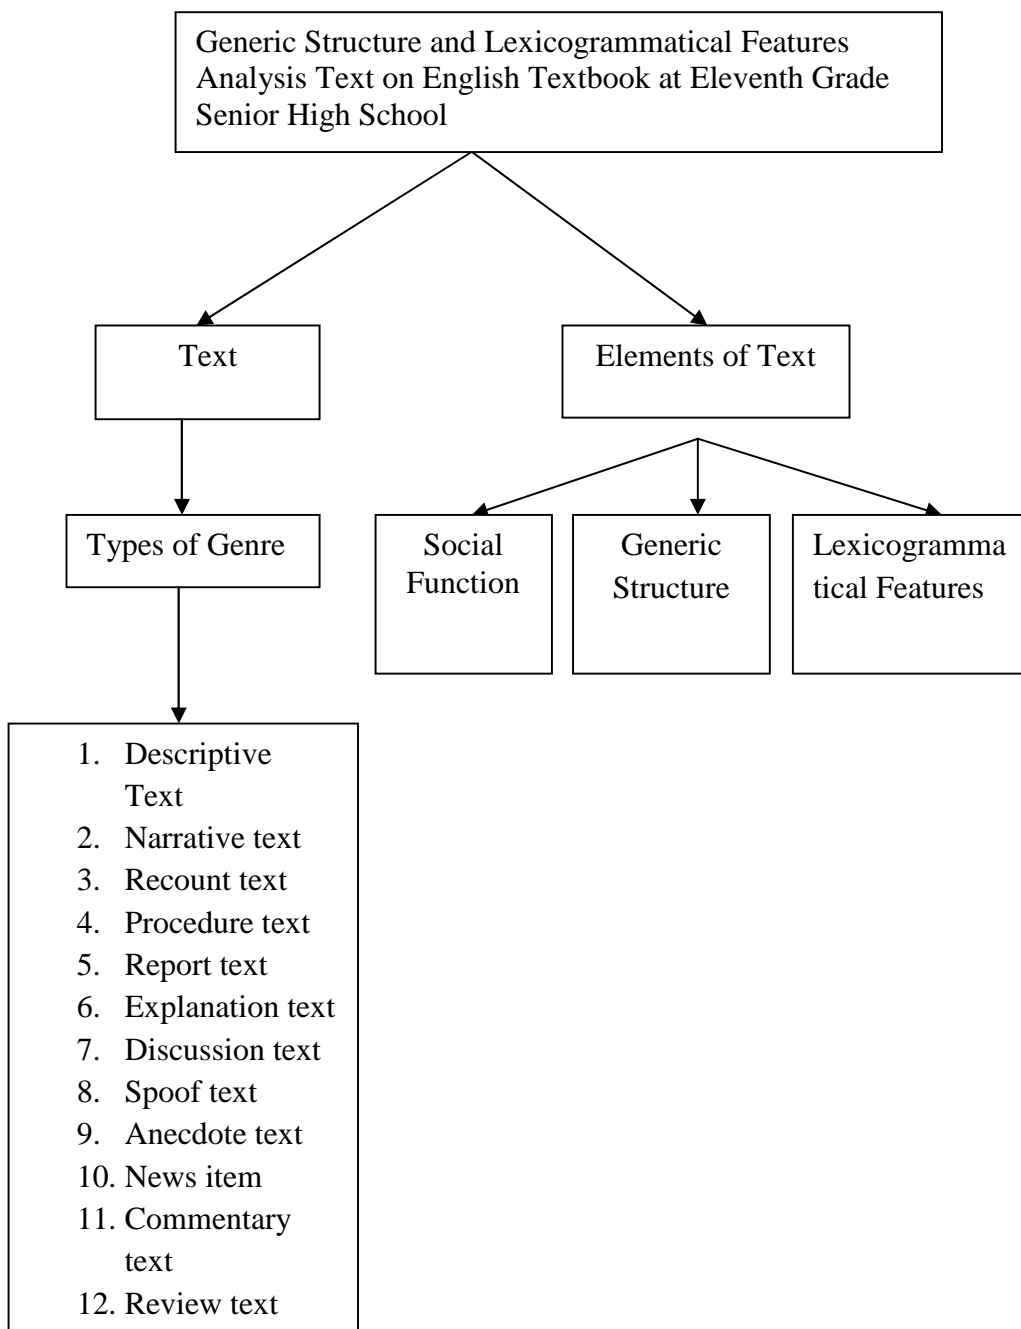 Generic Structure and Lexicogrammatical Features
Analysis Text on English Textbook at Eleventh Grade
Senior High School
Text
Elements of Text
Types of Genre
Social
Function
Generic
Structure
Lexicogramma
tical Features
1. Descriptive
Text
2. Narrative text
3. Recount text
4. Procedure text
5. Report text
6. Explanation text
7. Discussion text
8. Spoof text
9. Anecdote text
10. News item
11. Commentary
text
12. Review text